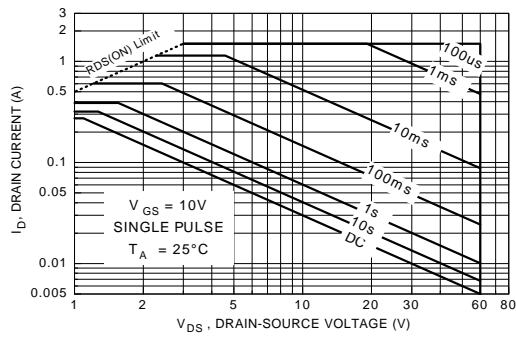 3
2
1
0.5
0.1
0.05
0.01
0.005
I D, DRAIN CURRENT (A)
RDS(ON) Limit
100us
1ms
10ms
100ms
1s
10s
DC
V GS = 10V
SINGLE PULSE
T A = 25°C
1 2 5 10 20 30 60 80
V DS , DRAIN-SOURCE VOLTAGE (V)